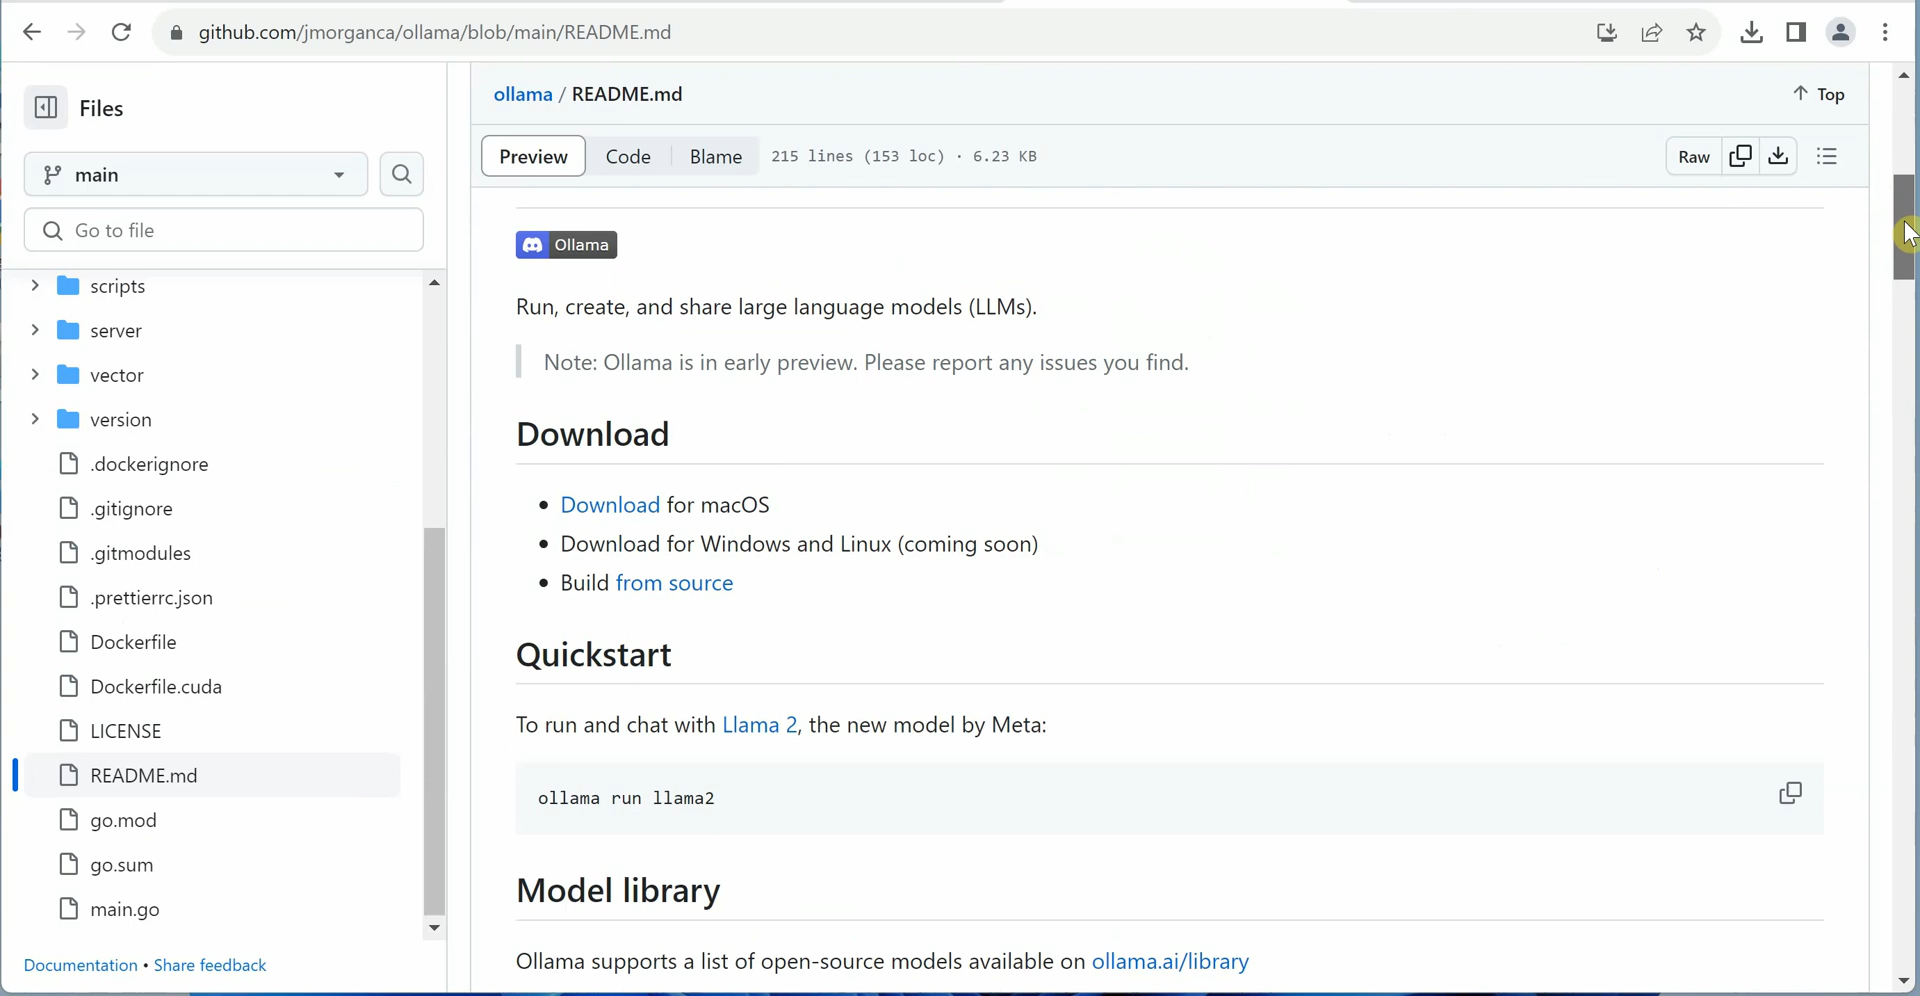 github.com/jmorganca/ollama/blob/main/README.md
Files
main
Go to file
scripts
server
vector
version
.dockerignore
.gitignore
.gitmodules
.prettierrc.json
Dockerfile
Dockerfile.cuda
LICENSE
README.md
go.mod
go.sum
main.go
Documentation • Share feedback
ollama / README.md
Top
Preview Code Blame 215 lines (153 loc) · 6.23 KB
Raw
Ollama
Run, create, and share large language models (LLMs).
Note: Ollama is in early preview. Please report any issues you find.
Download
• Download for macOS
• Download for Windows and Linux (coming soon)
• Build from source
Quickstart
To run and chat with Llama 2, the new model by Meta:
ollama run llama2
Model library
Ollama supports a list of open-source models available on ollama.ai/library